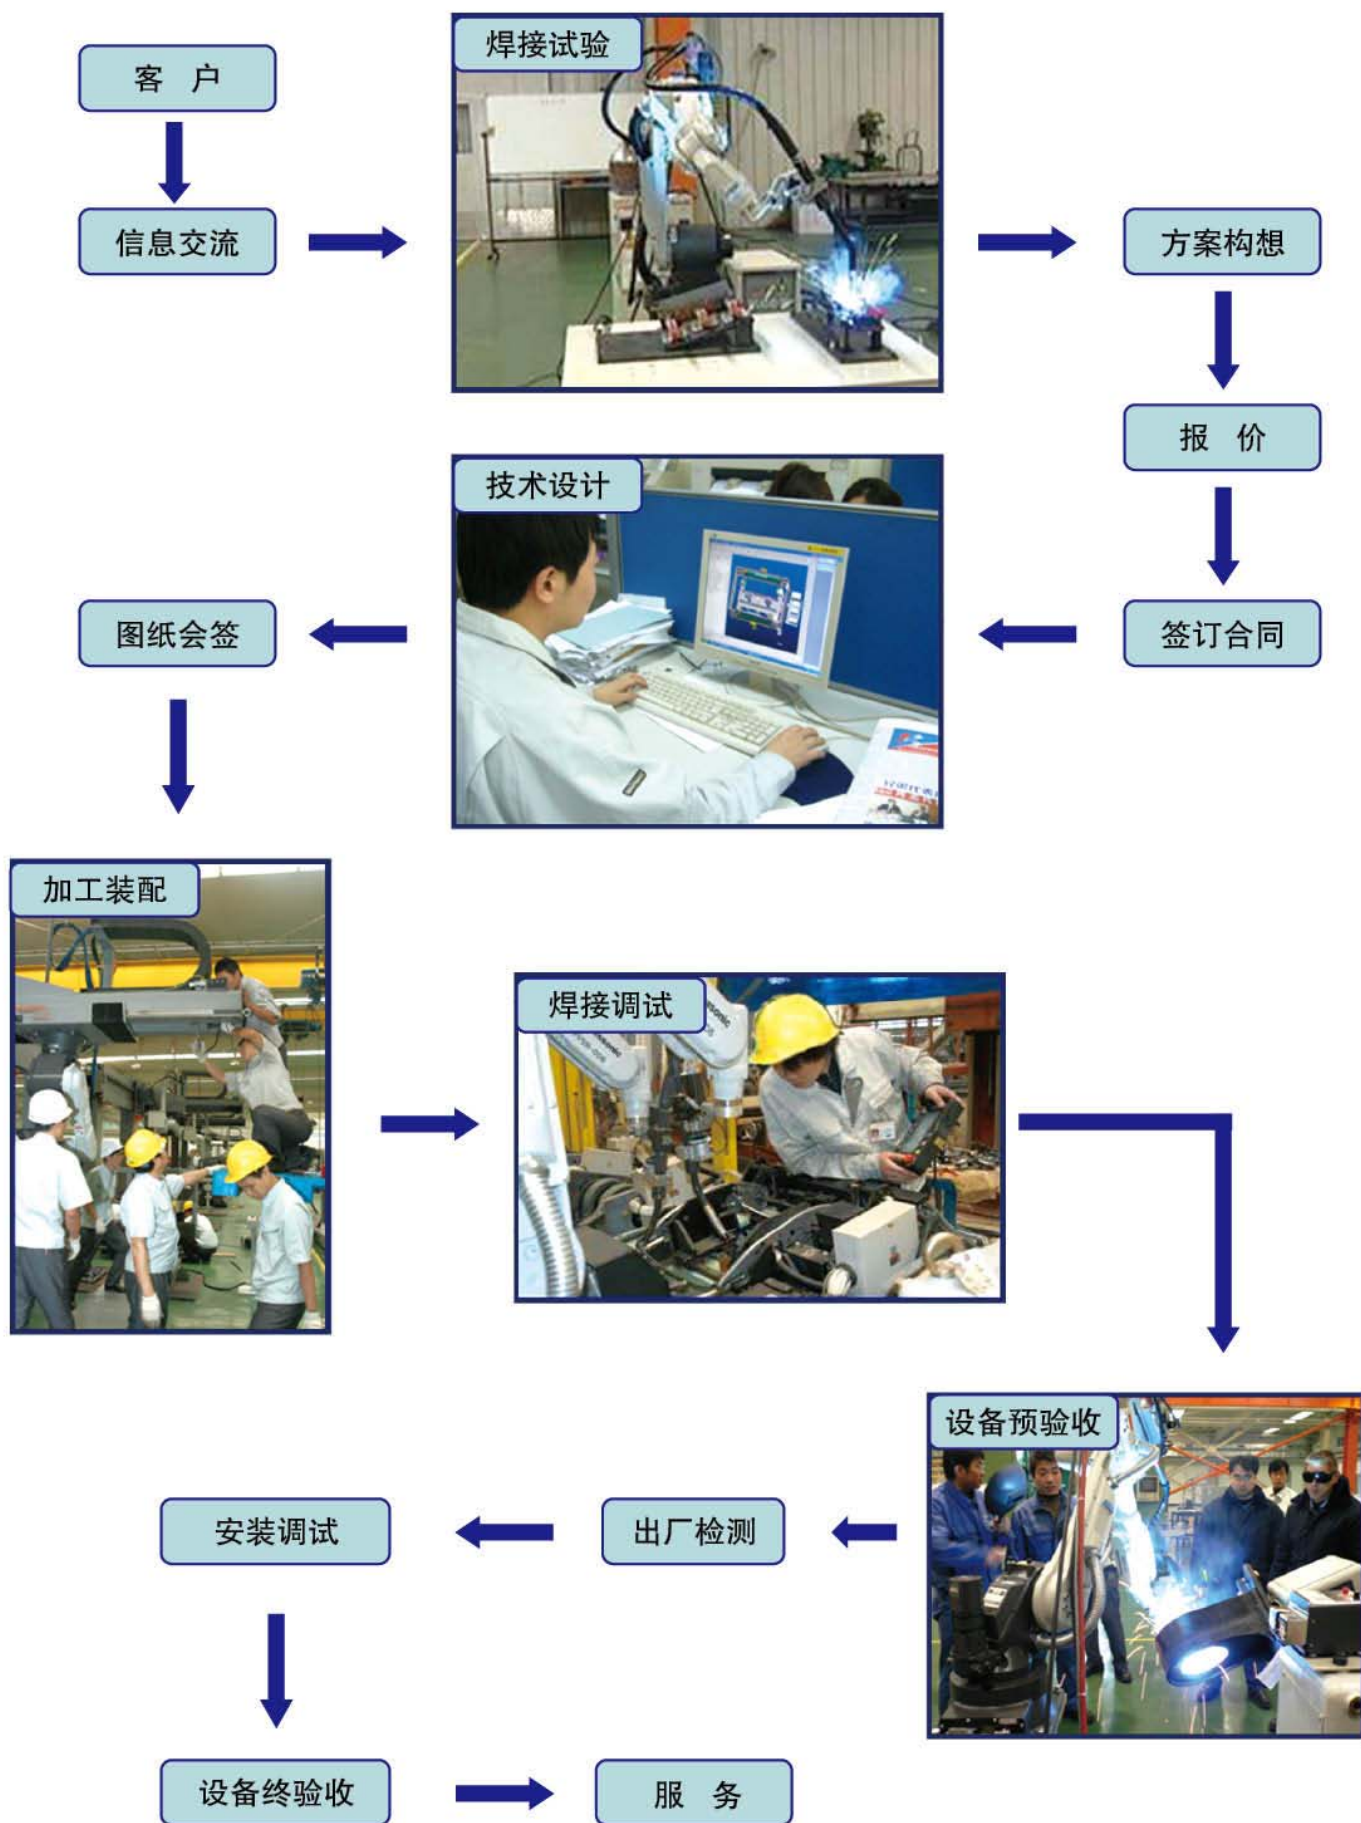 客 户
信息交流
焊接试验
方案构想
报 价
签订合同
技术设计
图纸会签
加工装配
焊接调试
设备预验收
出厂检测
安装调试
设备终验收
服 务